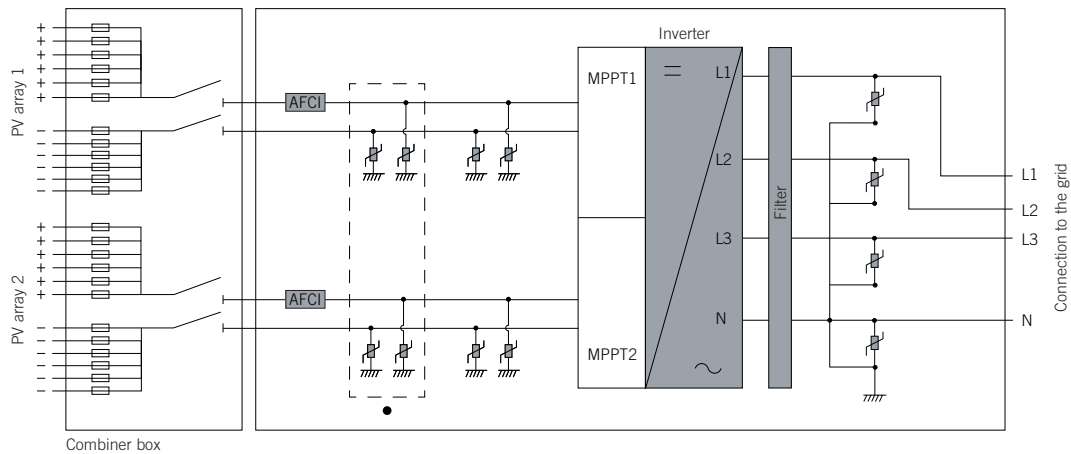 PV array 1
+
+
+
+
+
+
−
−
−
−
−
−
PV array 2
+
+
+
+
+
+
−
−
−
−
−
−
Combiner box
AFCI
AFCI
Inverter
MPPT1
MPPT2
L1
L2
L3
N
Filter
L1
L2
L3
N
Connection to the grid